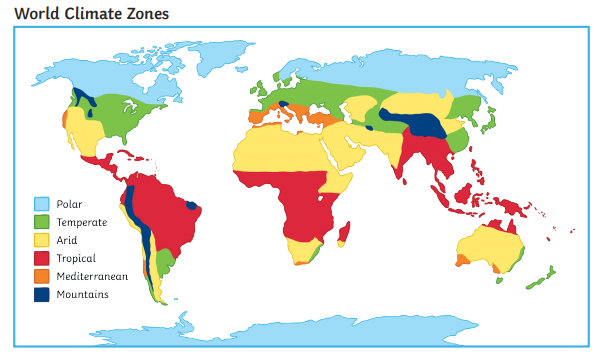 World Climate Zones
Polar
Temperate
Arid
Tropical
Mediterranean
Mountains